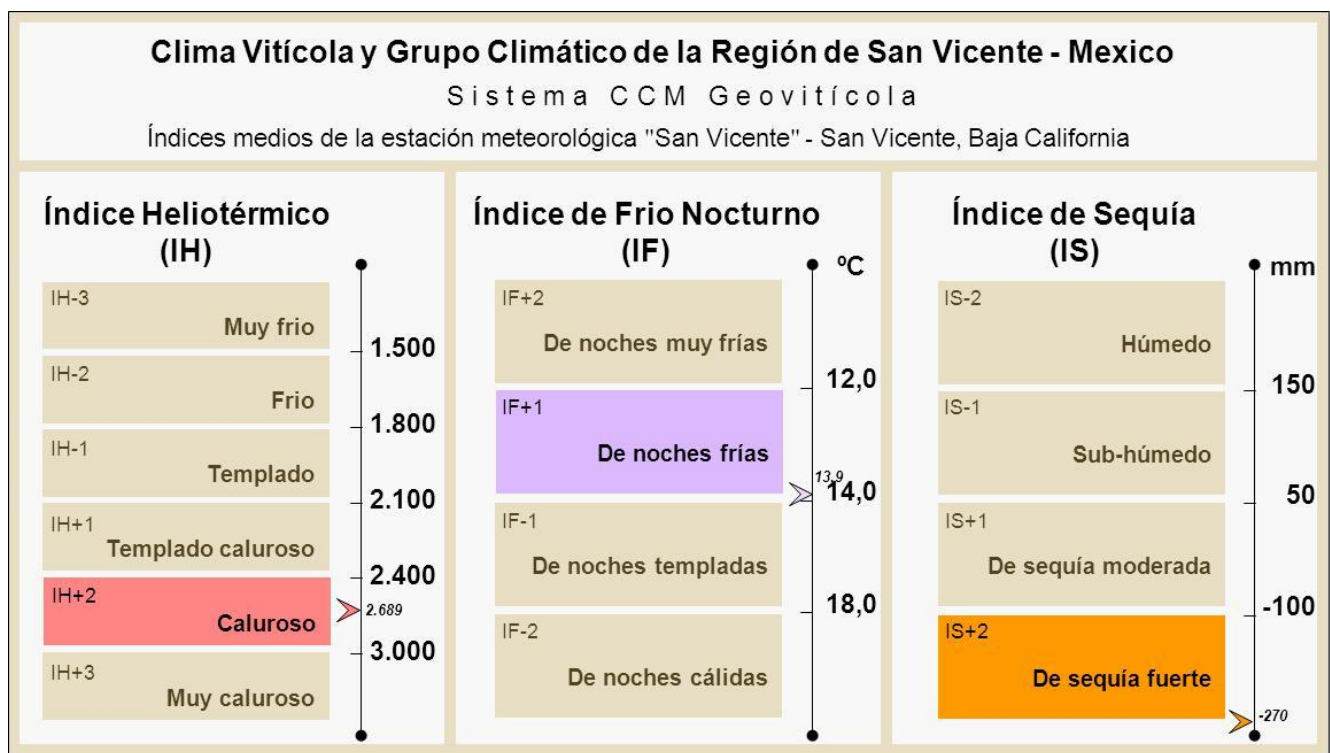 Clima Vitícola y Grupo Climático de la Región de San Vicente - Mexico
Sistema CCM Geovitícola
Índices medios de la estación meteorológica "San Vicente" - San Vicente, Baja California
Índice Heliotérmico
(IH)
IH-3
Muy frio
1.500
IH-2
Frio
1.800
IH-1
Templado
2.100
IH+1
Templado caluroso
2.400
IH+2
Caluroso
2.689
3.000
IH+3
Muy caluroso
Índice de Frio Nocturno
(IF)
ºC
IF+2
De noches muy frías
12,0
IF+1
De noches frías
13,9
14,0
IF-1
De noches templadas
18,0
IF-2
De noches cálidas
Índice de Sequía
(IS)
mm
IS-2
Húmedo
150
IS-1
Sub-húmedo
50
IS+1
De sequía moderada
-100
IS+2
De sequía fuerte
-270